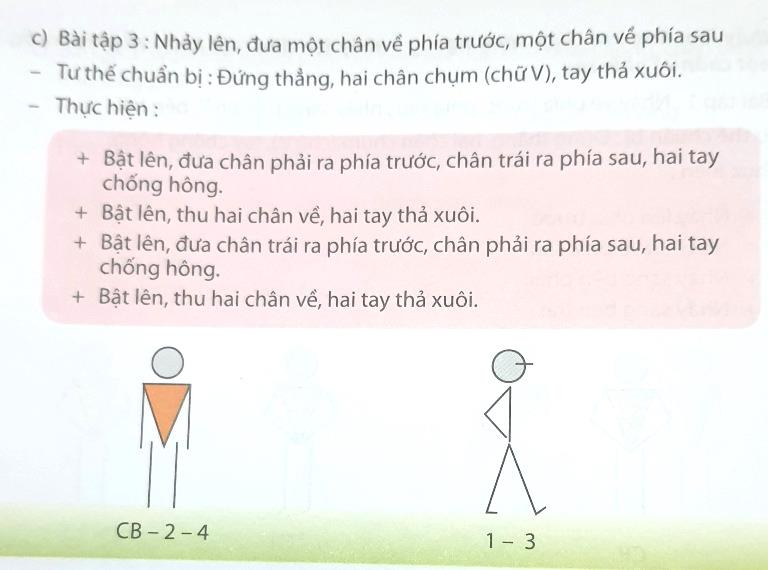 c) Bài tập 3 : Nhảy lên, đưa một chân về phía trước, một chân về phía sau
– Tư thế chuẩn bị : Đứng thẳng, hai chân chụm (chữ V), tay thả xuôi.
– Thực hiện :
+ Bật lên, đưa chân phải ra phía trước, chân trái ra phía sau, hai tay
chống hông.
+ Bật lên, thu hai chân về, hai tay thả xuôi.
+ Bật lên, đưa chân trái ra phía trước, chân phải ra phía sau, hai tay
chống hông.
+ Bật lên, thu hai chân về, hai tay thả xuôi.
CB – 2 – 4
1 – 3